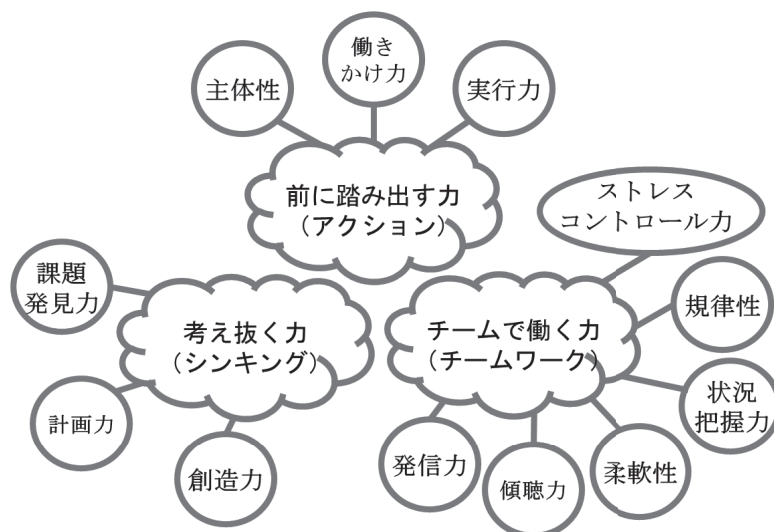 主体性
働き
かけ力
実行力
前に踏み出す力
（アクション）
ストレス
コントロール力
課題
発見力
考え抜く力
（シンキング）
チームで働く力
（チームワーク）
規律性
状況
把握力
計画力
創造力
発信力
傾聴力
柔軟性